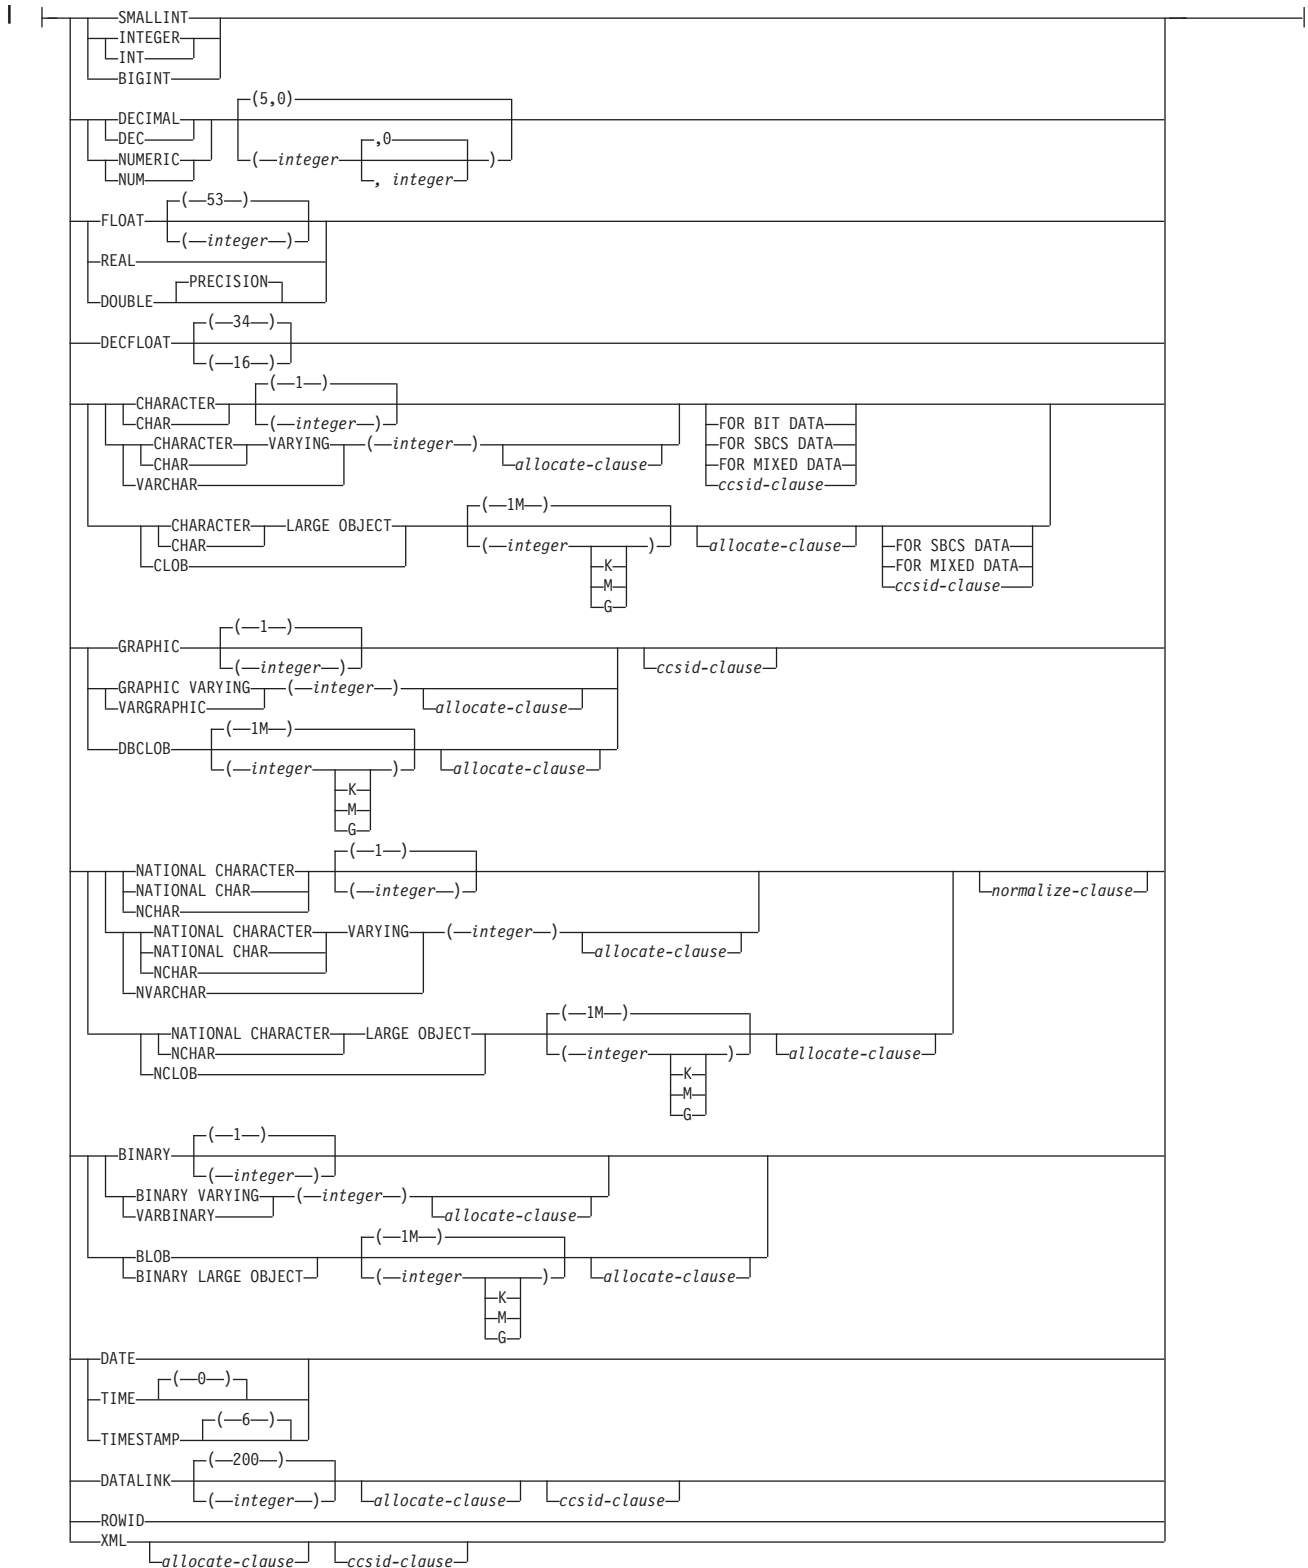 SMALLINT
INTEGER
INT
BIGINT
(5,0)
DECIMAL
DEC ,0
NUMERIC ( integer )
NUM , integer
( 53 )
FLOAT
( integer )
REAL
PRECISION
DOUBLE
( 34 )
DECFLOAT
( 16 )
( 1 )
CHARACTER
CHAR ( integer ) FOR BIT DATA
CHARACTER VARYING ( integer ) FOR SBCS DATA
CHAR allocate-clause FOR MIXED DATA
VARCHAR ccsid-clause
( 1M )
CHARACTER LARGE OBJECT
CHAR ( integer ) allocate-clause FOR SBCS DATA
CLOB K FOR MIXED DATA
M ccsid-clause
G
( 1 )
GRAPHIC
( integer ) ccsid-clause
GRAPHIC VARYING ( integer )
VARGRAPHIC allocate-clause
( 1M )
DBCLOB
( integer ) allocate-clause
K
M
G
( 1 )
NATIONAL CHARACTER
NATIONAL CHAR ( integer ) normalize-clause
NCHAR
NATIONAL CHARACTER VARYING ( integer )
NATIONAL CHAR allocate-clause
NCHAR
NVARCHAR
( 1M )
NATIONAL CHARACTER LARGE OBJECT
NCHAR ( integer ) allocate-clause
NCLOB K
M
G
( 1 )
BINARY
( integer )
BINARY VARYING ( integer )
VARBINARY allocate-clause
( 1M )
BLOB
BINARY LARGE OBJECT ( integer ) allocate-clause
K
M
G
DATE
( 0 )
TIME
( 6 )
TIMESTAMP
( 200 )
DATALINK
( integer ) allocate-clause ccsid-clause
ROWID
XML
allocate-clause ccsid-clause